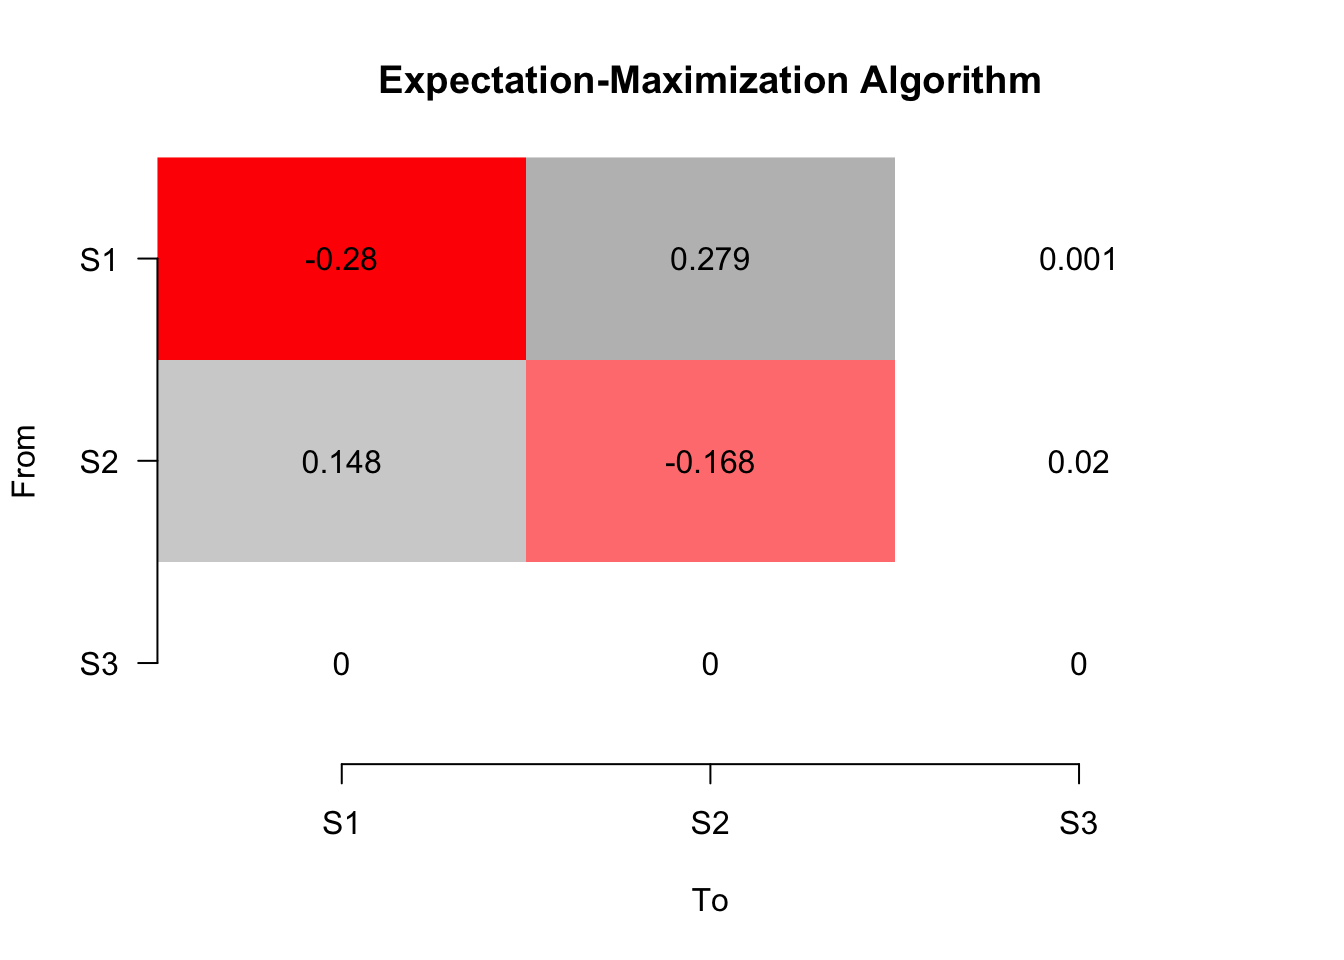 Expectation-Maximization Algorithm
S1 -0.28 0.279 0.001
From
S2 0.148 -0.168 0.02
S3 0 0 0
S1 S2 S3
To